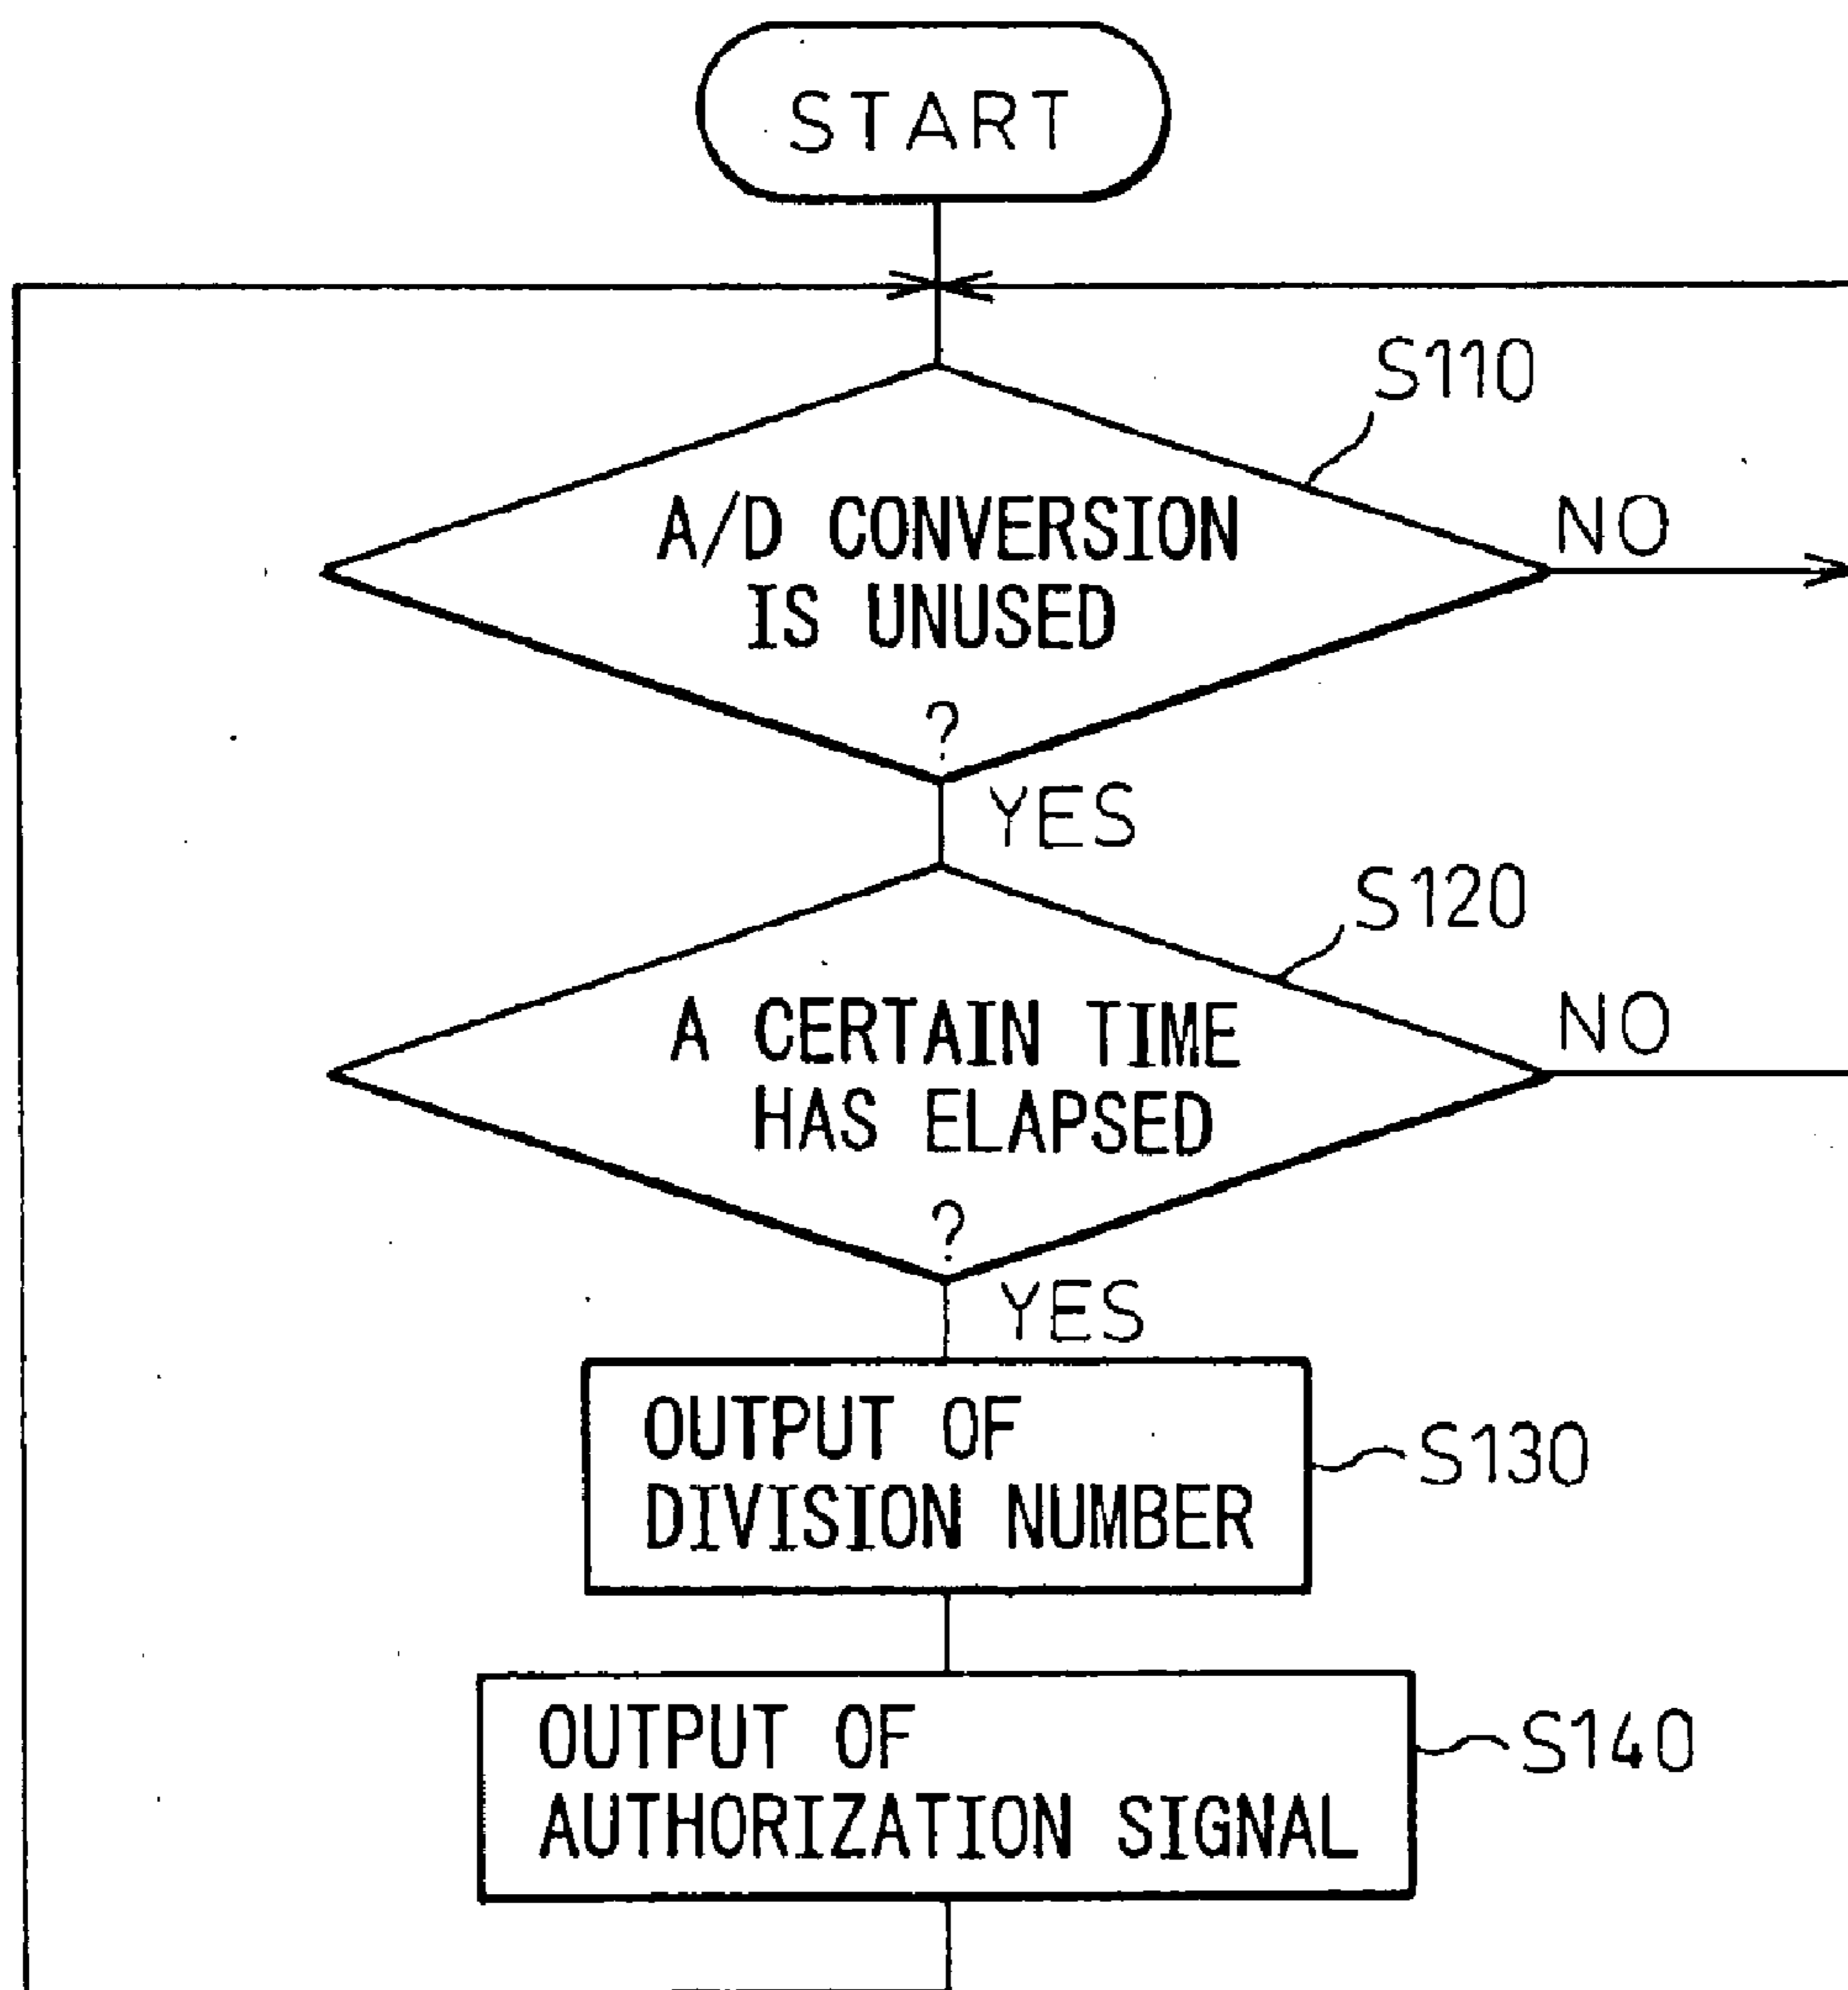 START
S110
A/D CONVERSION
IS UNUSED
?
NO
YES
S120
A CERTAIN TIME
HAS ELAPSED
?
NO
YES
OUTPUT OF
DIVISION NUMBER
S130
OUTPUT OF
AUTHORIZATION SIGNAL
S140